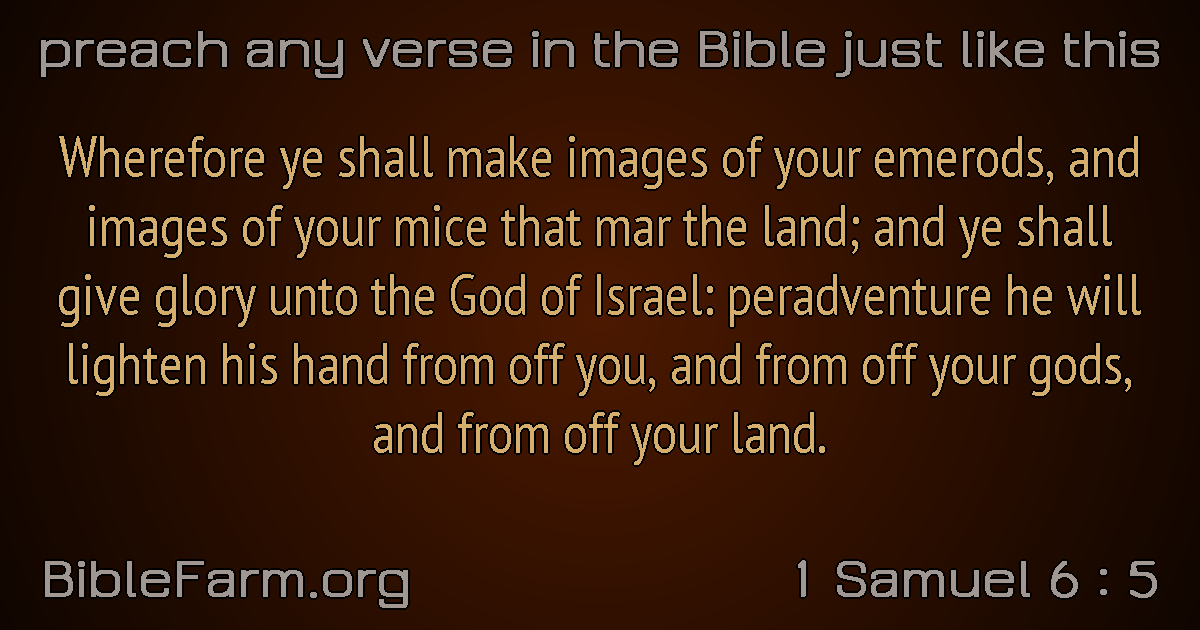 preach any verse in the Bible just like this
Wherefore ye shall make images of your emerods, and
images of your mice that mar the land; and ye shall
give glory unto the God of Israel: peradventure he will
lighten his hand from off you, and from off your gods,
and from off your land.
BibleFarm.org
1 Samuel 6 : 5